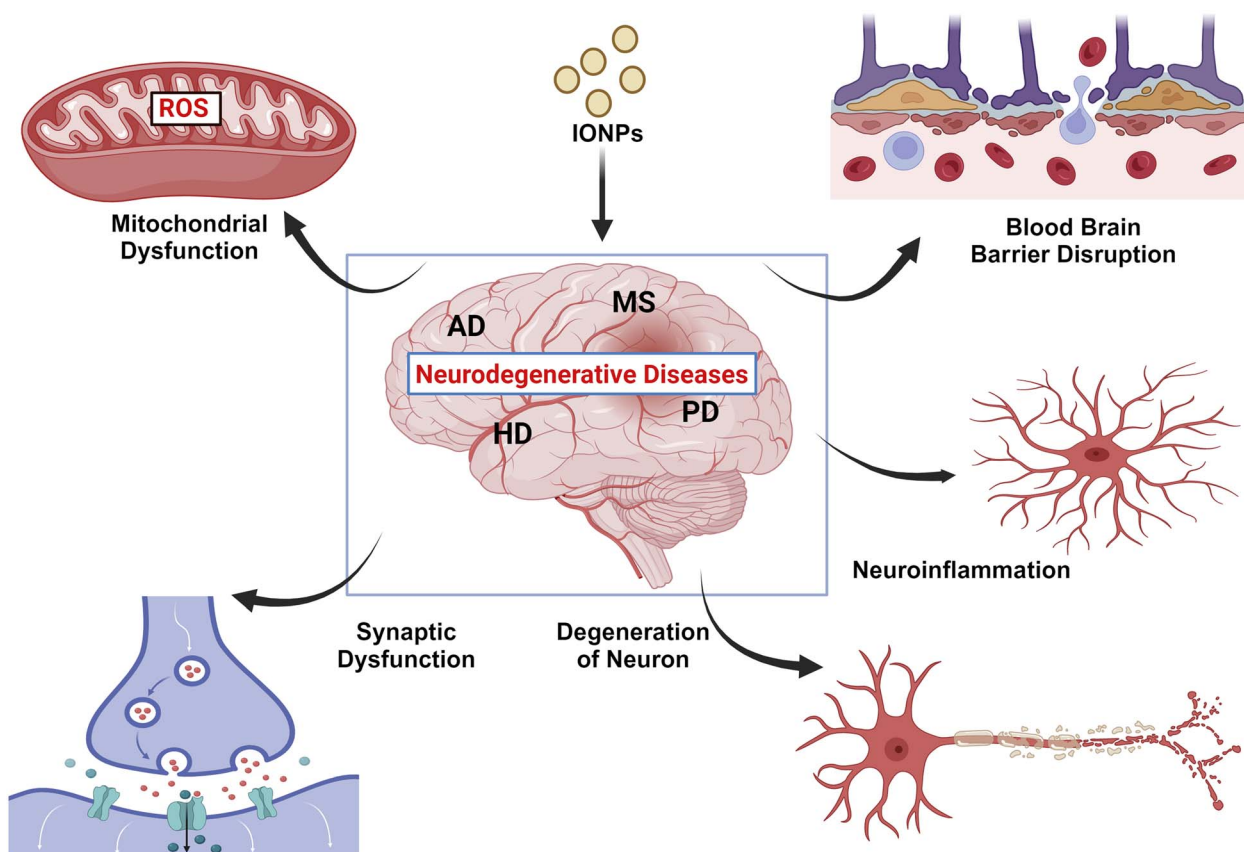 ROS
IONPs
Mitochondrial
Dysfunction
Blood Brain
Barrier Disruption
AD
MS
Neurodegenerative Diseases
HD
PD
Neuroinflammation
Synaptic
Dysfunction
Degeneration
of Neuron